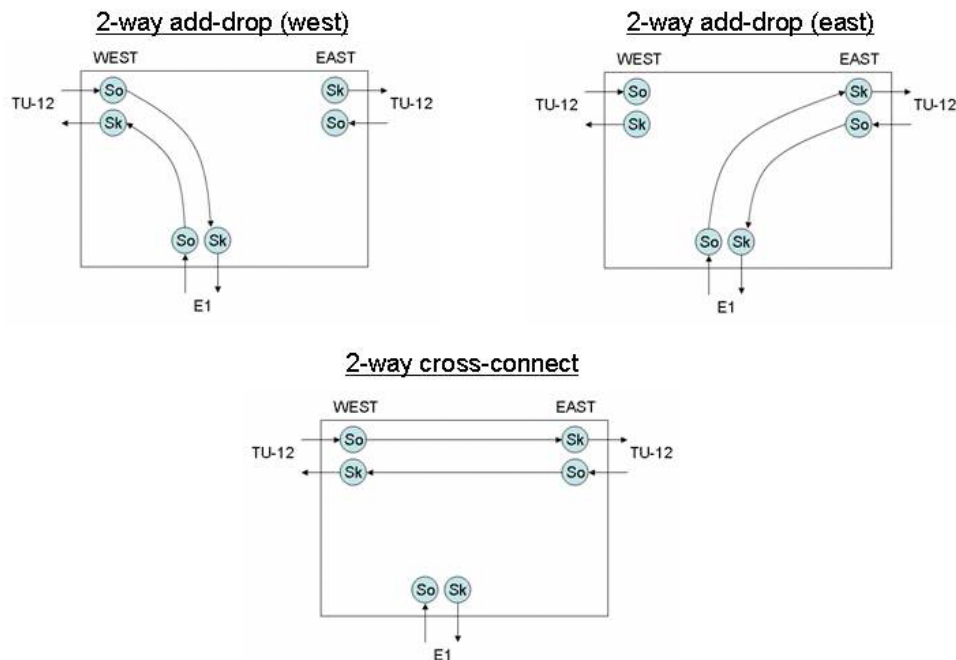 2-way add-drop (west)
WEST EAST
So Sk
TU-12 TU-12
Sk So
So Sk
E1
2-way add-drop (east)
WEST EAST
So Sk
TU-12 TU-12
Sk So
So Sk
E1
2-way cross-connect
WEST EAST
So Sk
TU-12 TU-12
Sk So
So Sk
E1